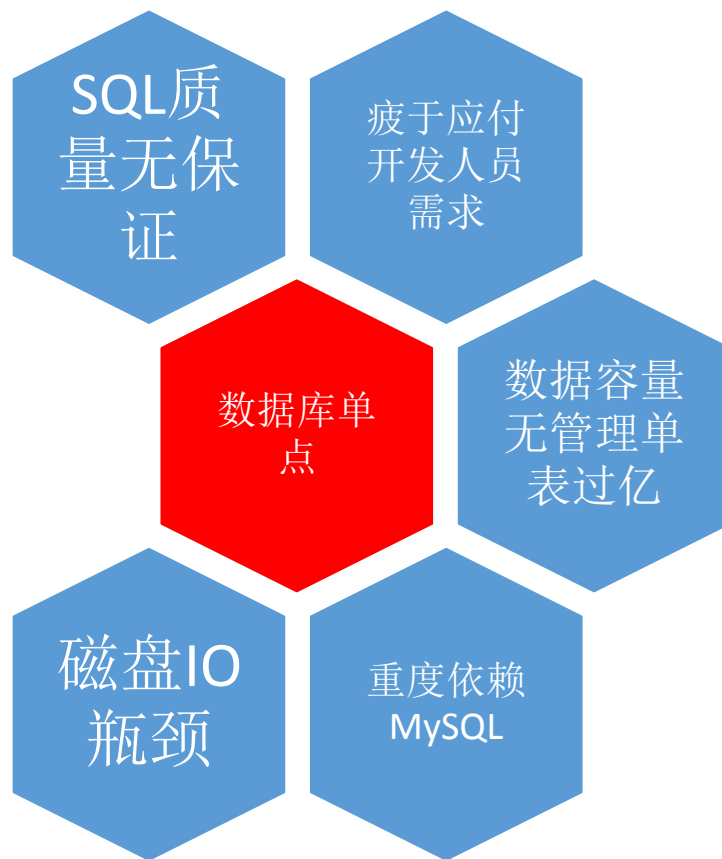 SQL质
量无保
证
疲于应付
开发人员
需求
数据库单
点
数据容量
无管理单
表过亿
磁盘IO
瓶颈
重度依赖
MySQL